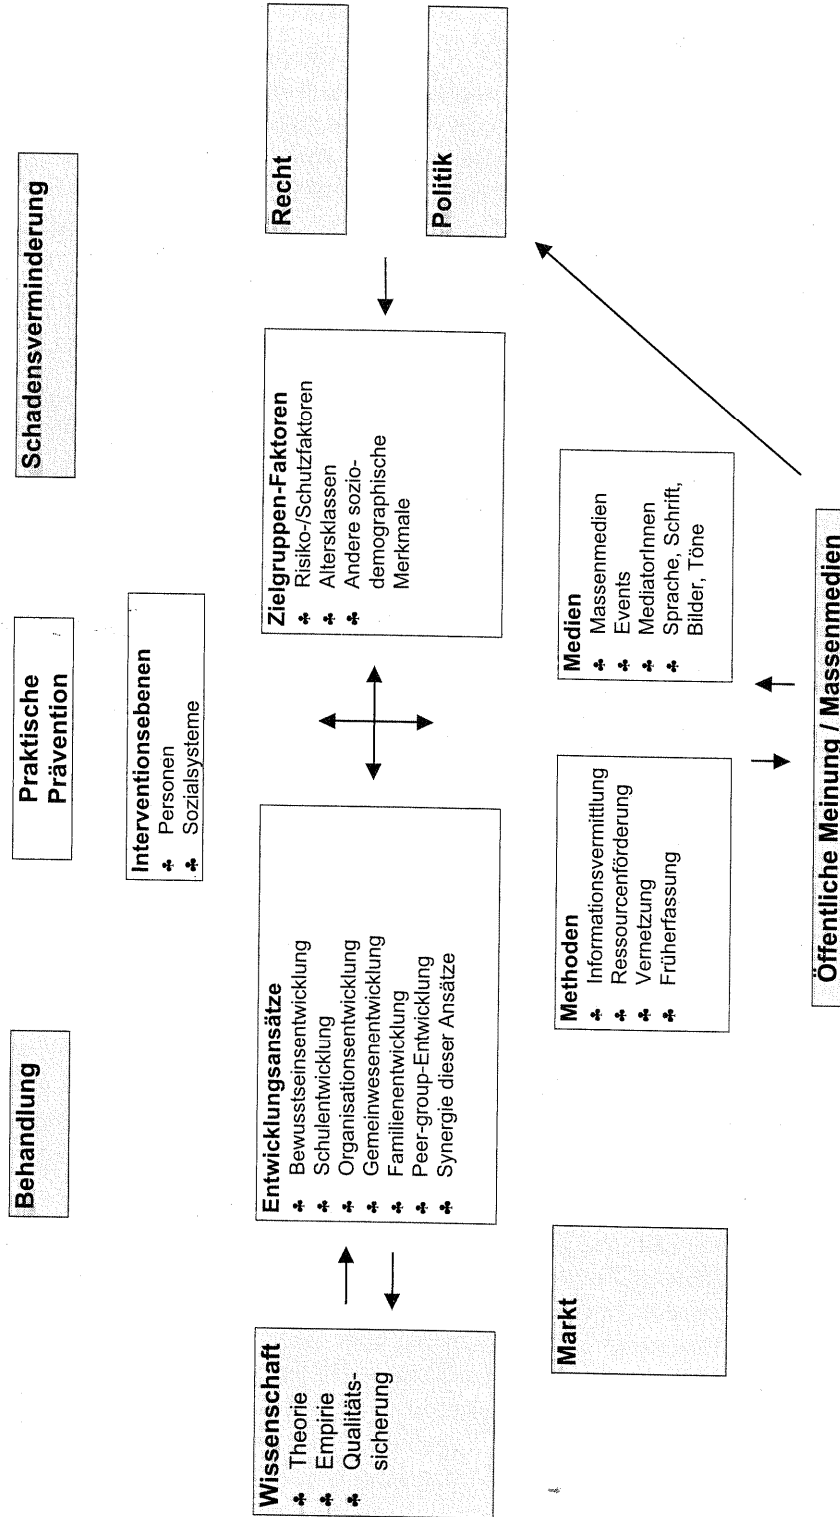 Behandlung
Praktische
Prävention
Schadensverminderung
Interventionsebenen
♣ Personen
♣ Sozialsysteme
Wissenschaft
♣ Theorie
♣ Empirie
♣ Qualitäts-
sicherung
Entwicklungsansätze
♣ Bewusstseinsentwicklung
♣ Schulentwicklung
♣ Organisationsentwicklung
♣ Gemeinwesenentwicklung
♣ Familienentwicklung
♣ Peer-group-Entwicklung
♣ Synergie dieser Ansätze
Zielgruppen-Faktoren
♣ Risiko-/Schutzfaktoren
♣ Altersklassen
♣ Andere sozio-
demographische
Merkmale
Recht
Politik
Markt
Methoden
♣ Informationsvermittlung
♣ Ressourcenförderung
♣ Vernetzung
♣ Früherfassung
Medien
♣ Massenmedien
♣ Events
♣ MediatorInnen
♣ Sprache, Schrift,
Bilder, Töne
Öffentliche Meinung / Massenmedien